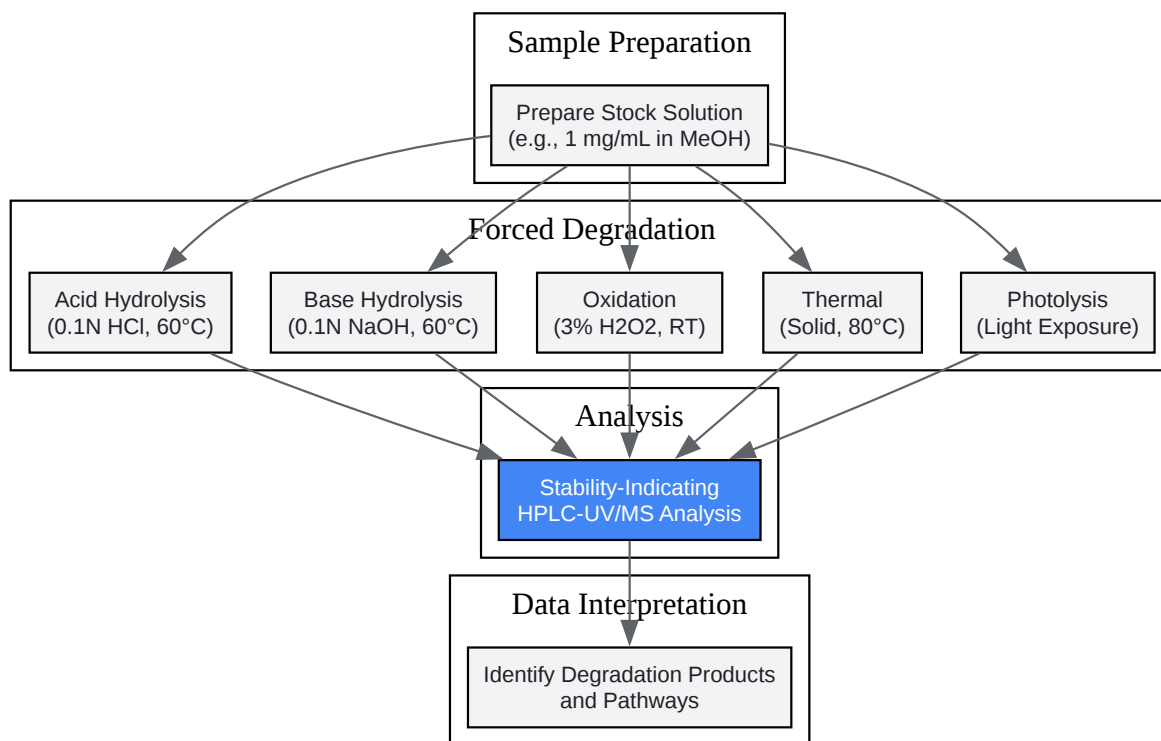 Sample Preparation
Prepare Stock Solution
(e.g., 1 mg/mL in MeOH)
Forced Degradation
Acid Hydrolysis
(0.1N HCl, 60°C)
Base Hydrolysis
(0.1N NaOH, 60°C)
Oxidation
(3% H2O2, RT)
Thermal
(Solid, 80°C)
Photolysis
(Light Exposure)
Analysis
Stability-Indicating
HPLC-UV/MS Analysis
Data Interpretation
Identify Degradation Products
and Pathways